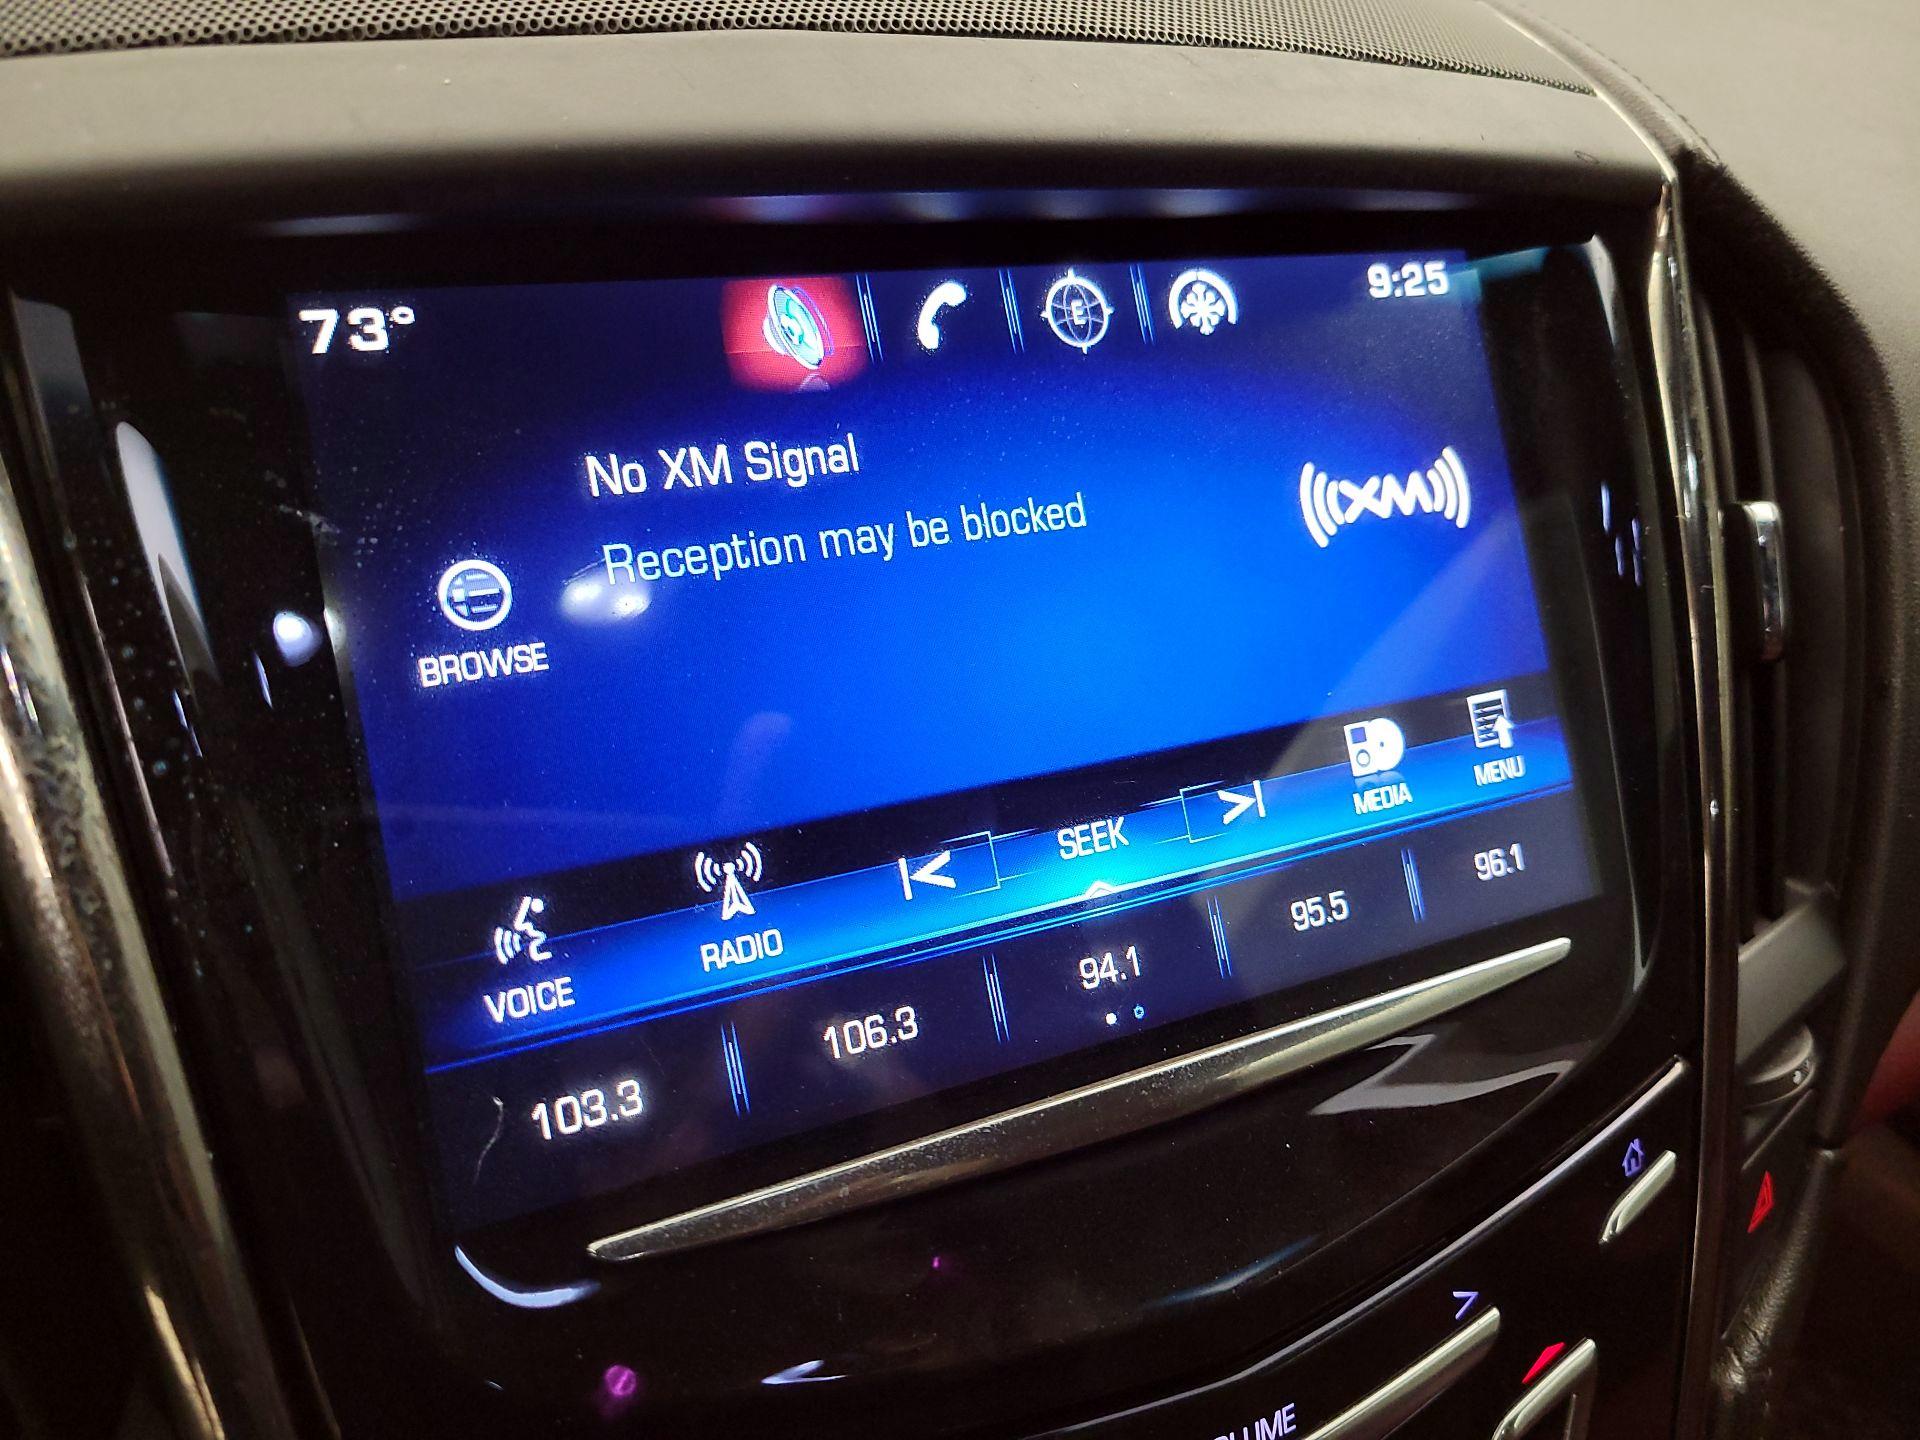 73°
E
9:25
No XM Signal
Reception may be blocked
XM
BROWSE
VOICE
RADIO
SEEK
MEDIA
MENU
103.3
106.3
94.1
95.5
96.1